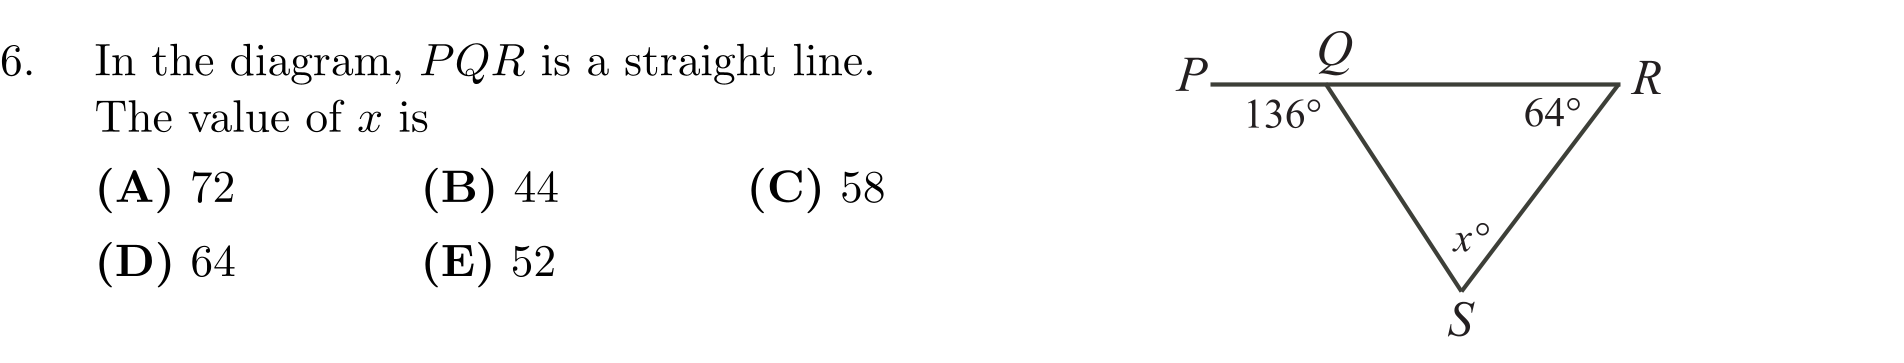 6. In the diagram, PQR is a straight line.
The value of x is
(A) 72 (B) 44 (C) 58
(D) 64 (E) 52
P Q R
136° 64°
x°
S